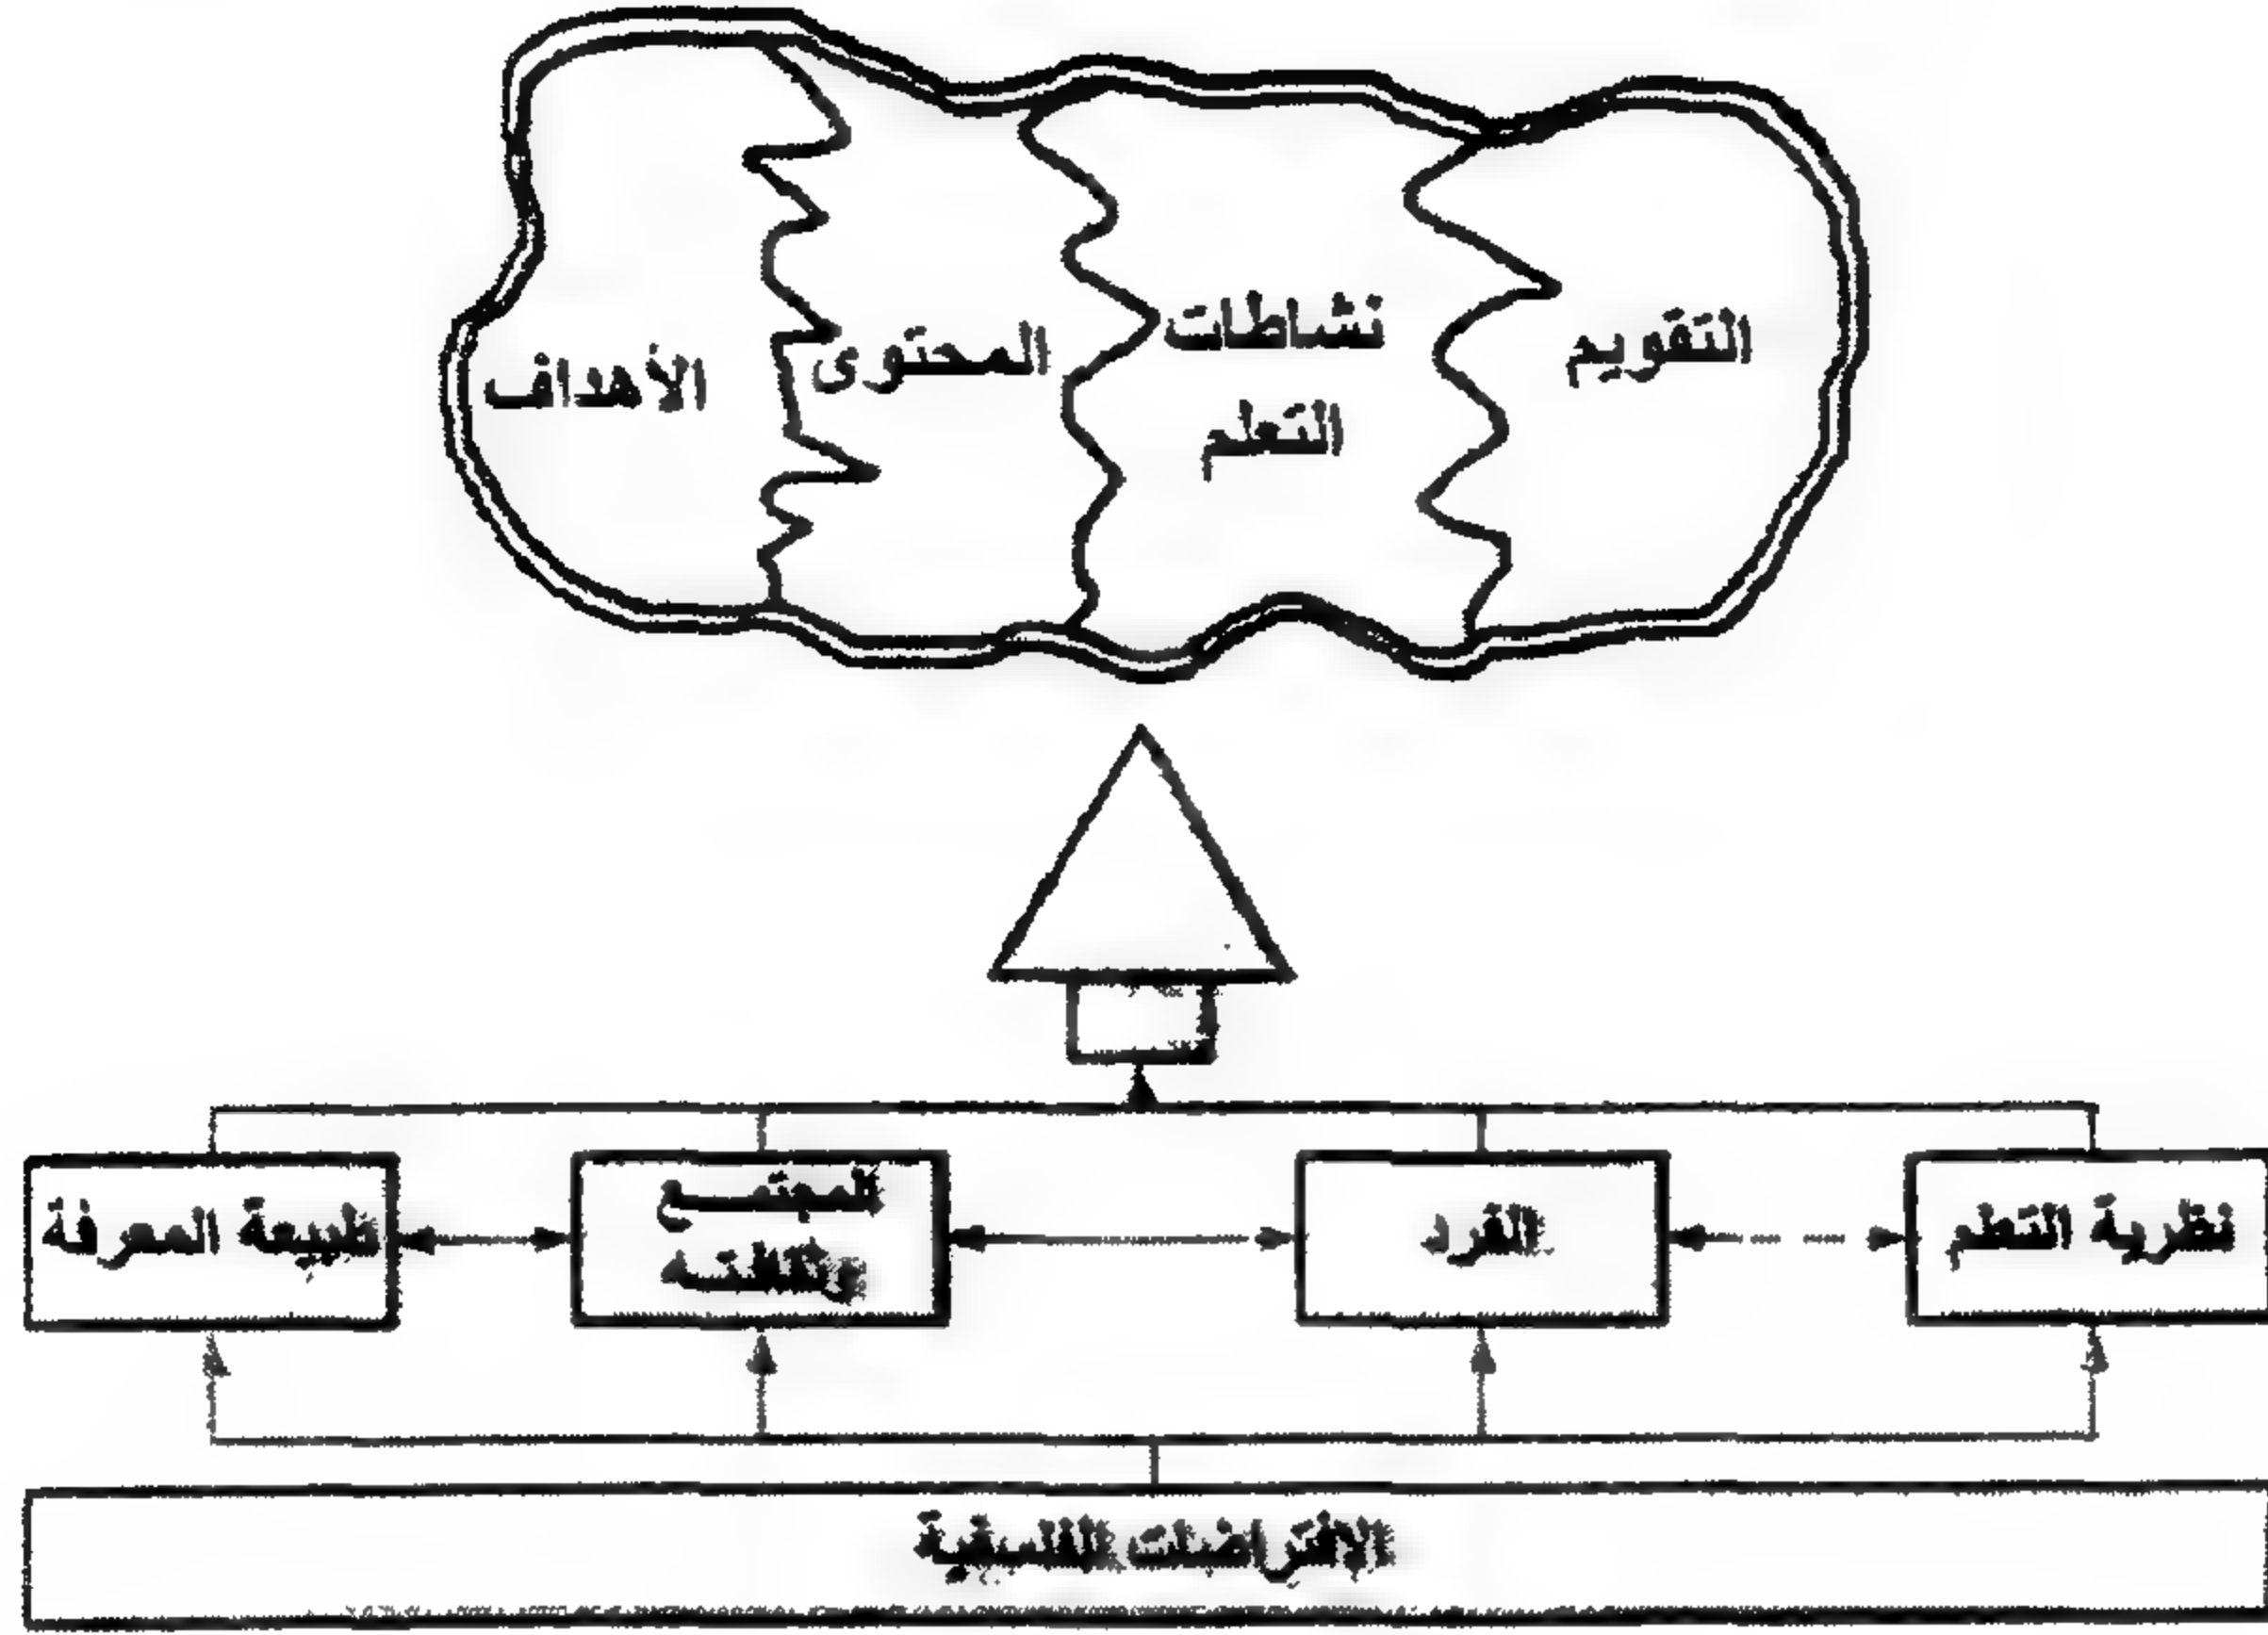 التقويم
نشاطات
التعلم
المحتوى
الأهداف
نظرية التعلم
الفرد
المجتمع
وثقافته
طبيعة المعرفة
الافتراضات الفلسفية